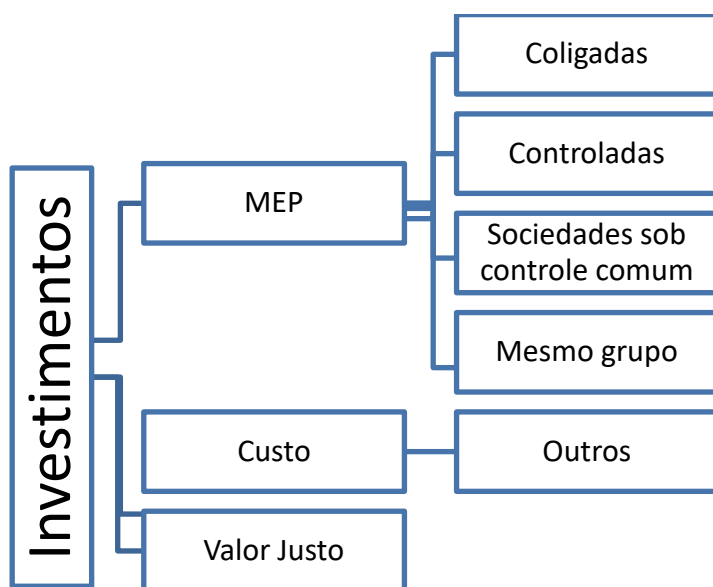 Investimentos
MEP
Coligadas
Controladas
Sociedades sob
controle comum
Mesmo grupo
Custo
Outros
Valor Justo